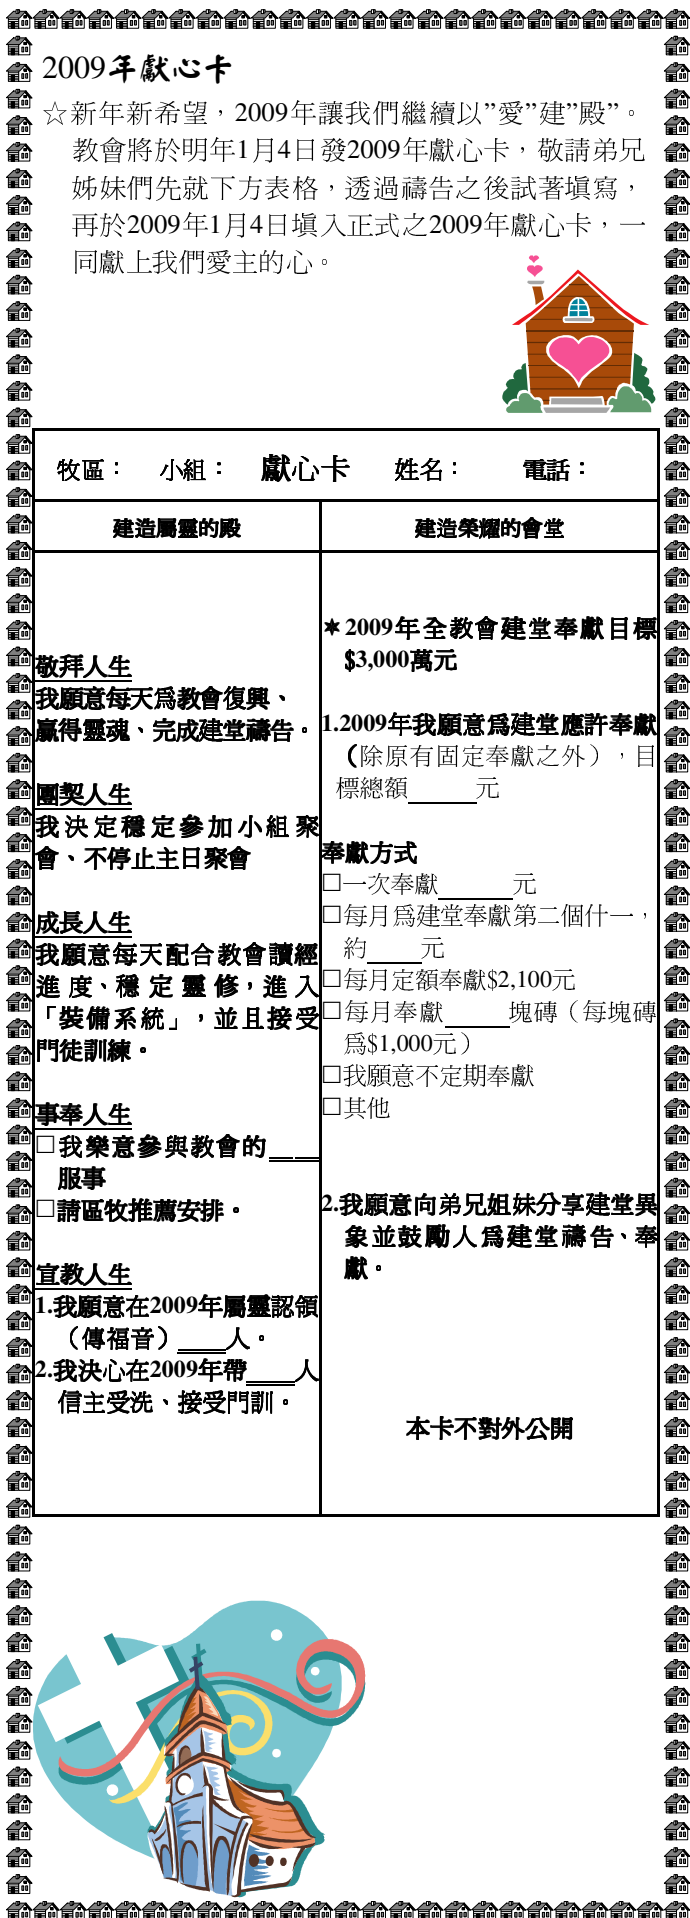 2009年獻心卡
☆新年新希望，2009年讓我們繼續以”愛”建”殿”。
教會將於明年1月4日發2009年獻心卡，敬請弟兄
姊妹們先就下方表格，透過禱告之後試著填寫，
再於2009年1月4日填入正式之2009年獻心卡，一
同獻上我們愛主的心。
牧區： 小組： 獻心卡 姓名： 電話：
建造屬靈的殿
敬拜人生
我願意每天為教會復興、
贏得靈魂、完成建堂禱告。
團契人生
我決定穩定參加小組聚
會、不停止主日聚會
成長人生
我願意每天配合教會讀經
進度、穩定靈修，進入
「裝備系統」，並且接受
門徒訓練。
事奉人生
□我樂意參與教會的____
服事
□請區牧推薦安排。
宣教人生
1.我願意在2009年屬靈認領
（傳福音）____人。
2.我決心在2009年帶____人
信主受洗、接受門訓。
建造榮耀的會堂
✶2009年全教會建堂奉獻目標
$3,000萬元
1.2009年我願意為建堂應許奉獻
（除原有固定奉獻之外），目
標總額_____元
奉獻方式
□一次奉獻______元
□每月為建堂奉獻第二個什一，
約____元
□每月定額奉獻$2,100元
□每月奉獻_____塊磚（每塊磚
為$1,000元）
□我願意不定期奉獻
□其他
2.我願意向弟兄姐妹分享建堂異
象並鼓勵人為建堂禱告、奉
獻。
本卡不對外公開